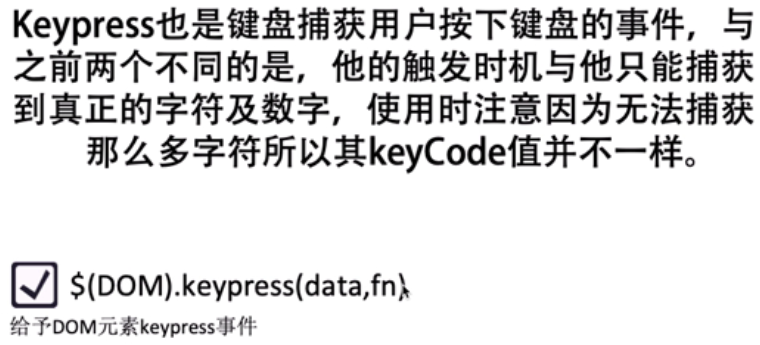 Keypress也是键盘捕获用户按下键盘的事件，与
之前两个不同的是，他的触发时机与他只能捕获
到真正的字符及数字，使用时注意因为无法捕获
那么多字符所以其keyCode值并不一样。
$(DOM).keypress(data,fn)
给予DOM元素keypress事件